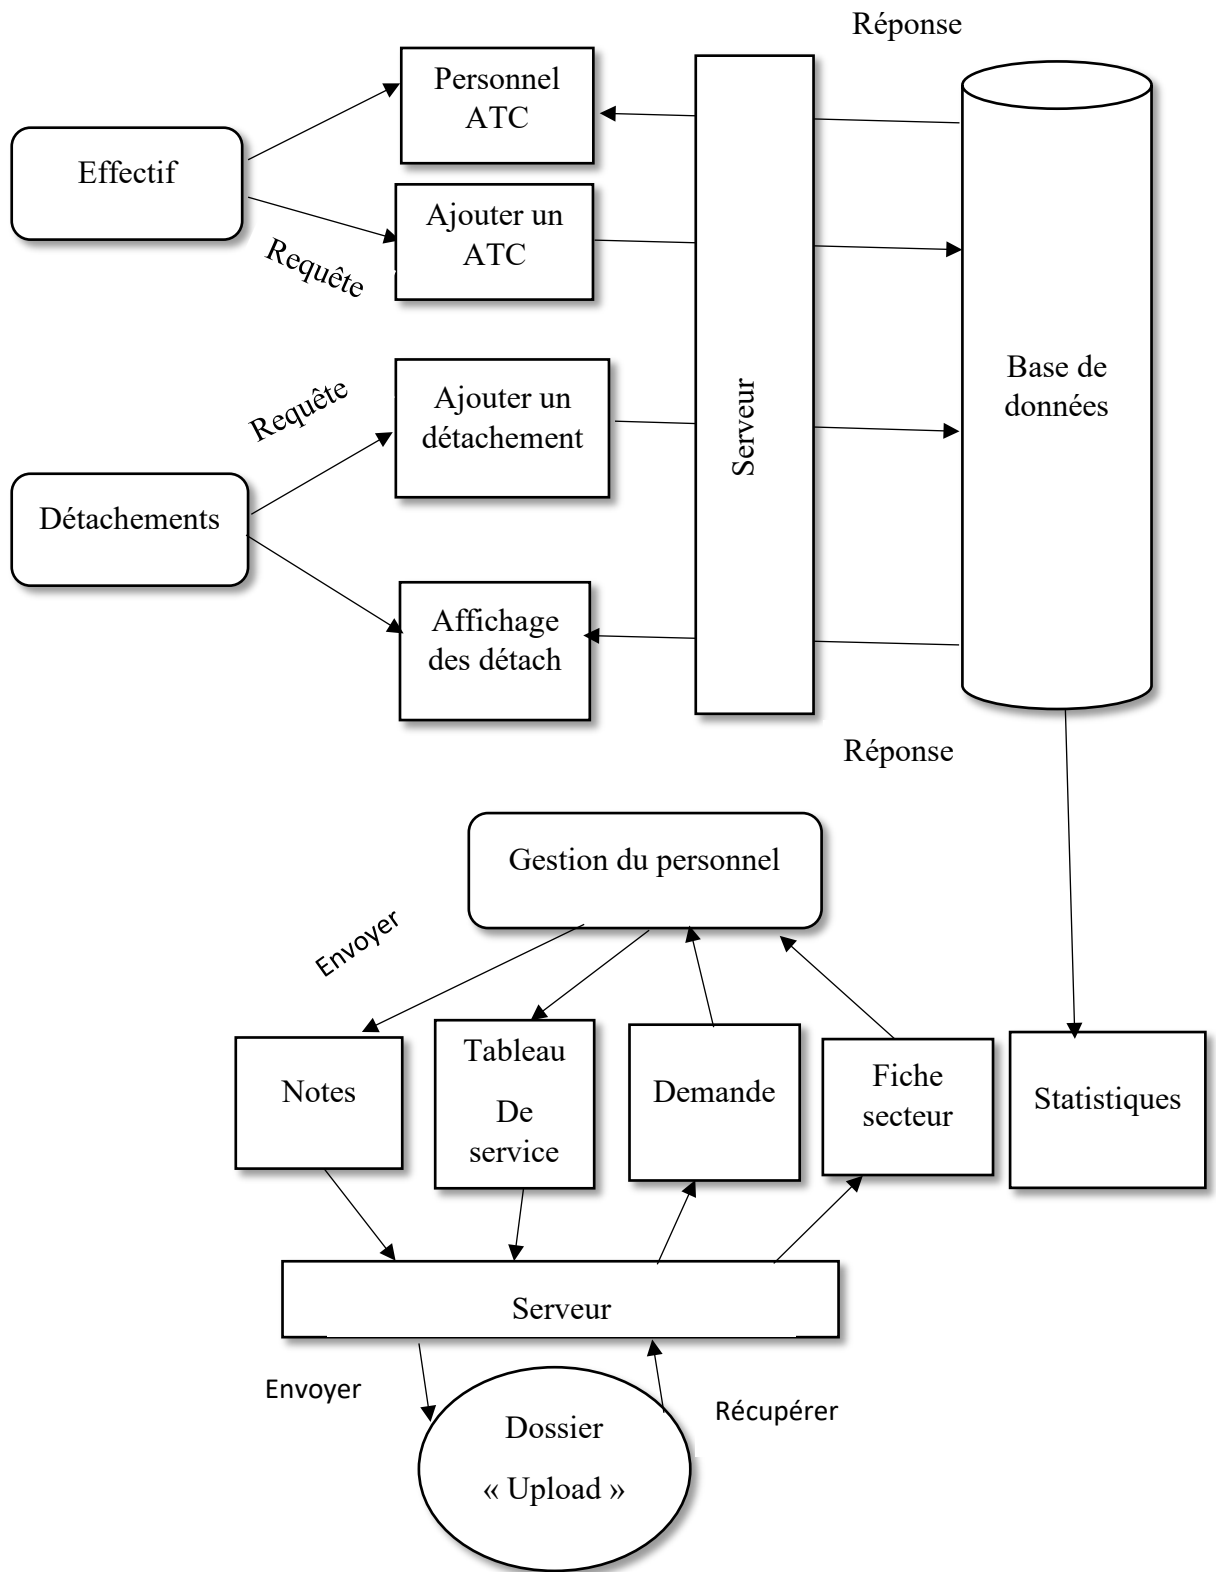 Réponse
Personnel
ATC
Effectif
Ajouter un
ATC
Requête
Base de
données
Requête
Ajouter un
détachement
Serveur
Détachements
Affichage
des détach
Réponse
Gestion du personnel
Envoyer
Notes
Tableau
De
service
Demande
Fiche
secteur
Statistiques
Serveur
Envoyer
Récupérer
Dossier
« Upload »